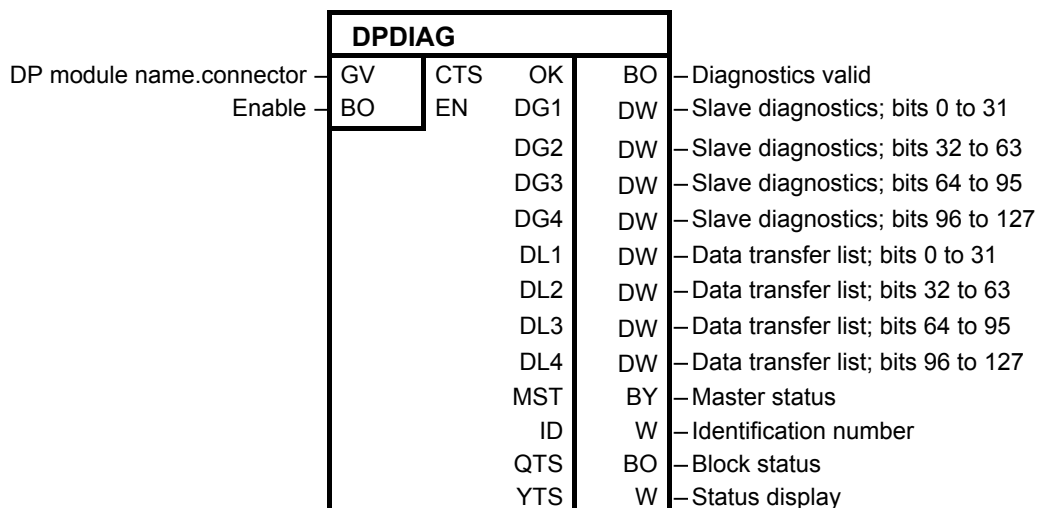 DPDIAG
DP module name.connector – GV CTS OK BO – Diagnostics valid
Enable – BO EN DG1 DW – Slave diagnostics; bits 0 to 31
DG2 DW – Slave diagnostics; bits 32 to 63
DG3 DW – Slave diagnostics; bits 64 to 95
DG4 DW – Slave diagnostics; bits 96 to 127
DL1 DW – Data transfer list; bits 0 to 31
DL2 DW – Data transfer list; bits 32 to 63
DL3 DW – Data transfer list; bits 64 to 95
DL4 DW – Data transfer list; bits 96 to 127
MST BY – Master status
ID W – Identification number
QTS BO – Block status
YTS W – Status display